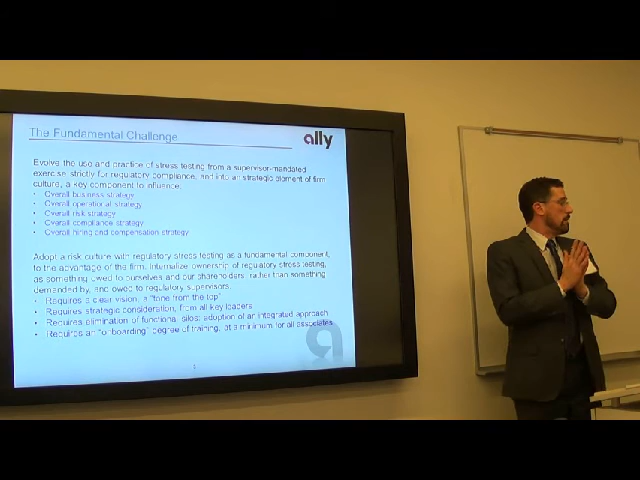 The Fundamental Challenge
ally
Evolve the use and practice of stress testing from a supervisor-mandated
exercise strictly for regulatory compliance, and into an strategic element of firm
culture, a key component to influence:
• Overall business strategy
• Overall operational strategy
• Overall risk strategy
• Overall compliance strategy
• Overall hiring and compensation strategy
Adopt a risk culture with regulatory stress testing as a fundamental component,
to the advantage of the firm. Internalize ownership of regulatory stress testing,
as something owed to ourselves and our shareholders, rather than something
demanded by, and owed to regulatory supervisors.
• Requires a clear vision, a "tone from the top"
• Requires strategic consideration, from all key leaders
• Requires elimination of functional silos; adoption of an integrated approach
• Requires an "onboarding" degree of training, at a minimum for all associates